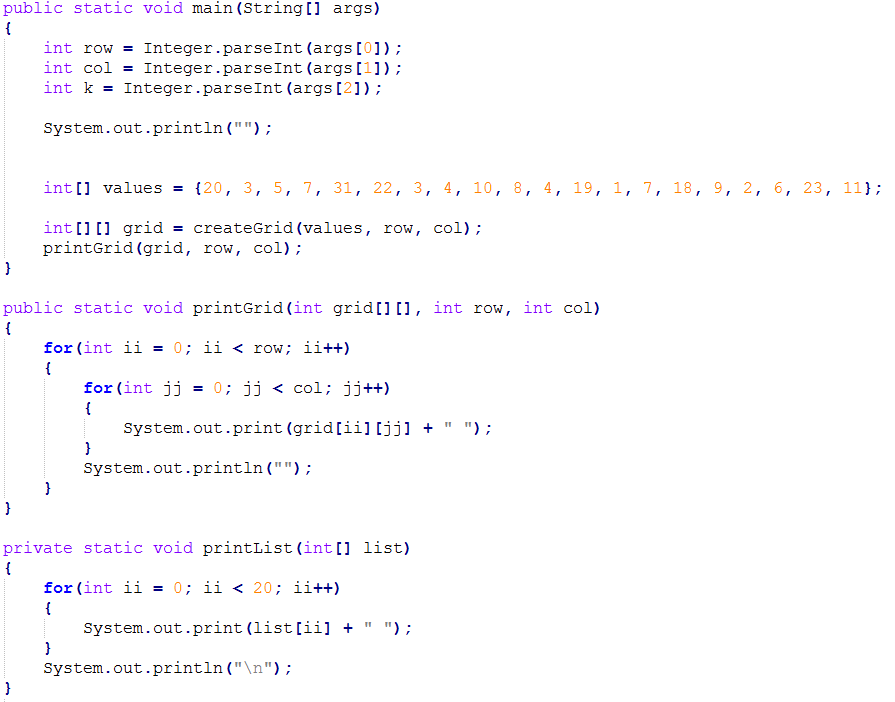 public static void main(String[] args)
{
    int row = Integer.parseInt(args[0]);
    int col = Integer.parseInt(args[1]);
    int k = Integer.parseInt(args[2]);

    System.out.println("");


    int[] values = {20, 3, 5, 7, 31, 22, 3, 4, 10, 8, 4, 19, 1, 7, 18, 9, 2, 6, 23, 11};

    int[][] grid = createGrid(values, row, col);
    printGrid(grid, row, col);
}

public static void printGrid(int grid[][], int row, int col)
{
    for(int ii = 0; ii < row; ii++)
    {
        for(int jj = 0; jj < col; jj++)
        {
            System.out.print(grid[ii][jj] + " ");
        }
        System.out.println("");
    }
}

private static void printList(int[] list)
{
    for(int ii = 0; ii < 20; ii++)
    {
        System.out.print(list[ii] + " ");
    }
    System.out.println("\n");
}